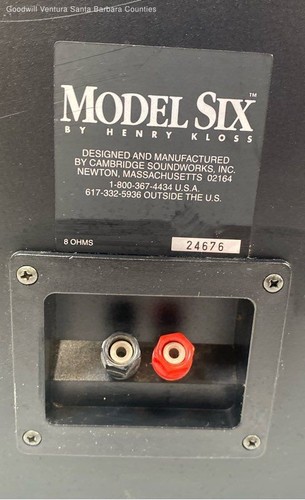 Goodwill Ventura Santa Barbara Counties
MODEL SIX™
BY HENRY KLOSS
DESIGNED AND MANUFACTURED
BY CAMBRIDGE SOUNDWORKS, INC.
NEWTON, MASSACHUSETTS 02164
1-800-367-4434 U.S.A.
617-332-5936 OUTSIDE THE U.S.
8 OHMS 24676